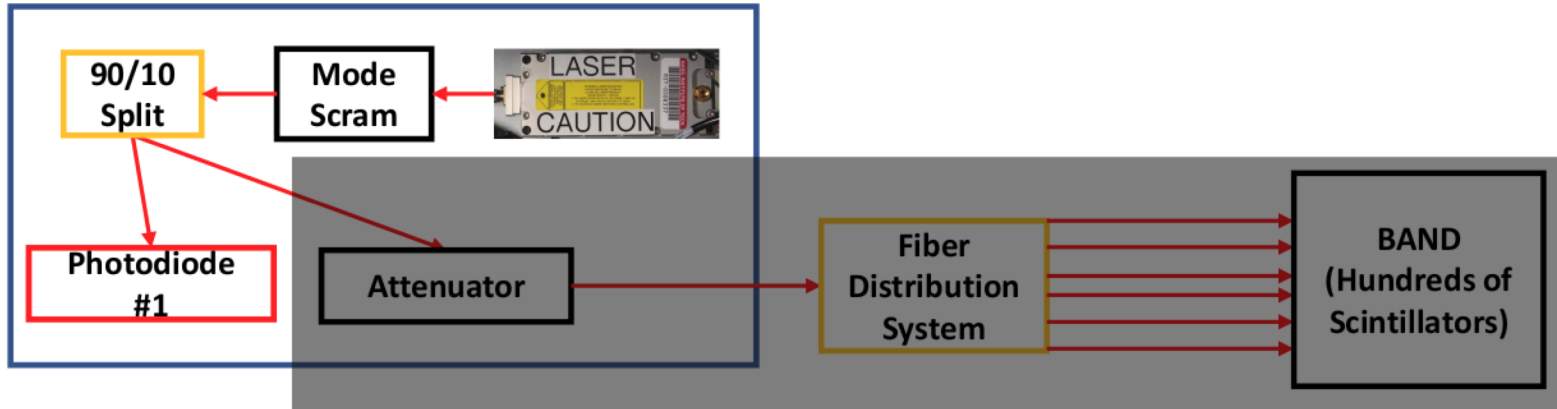 90/10
Split
Mode
Scram
LASER
CAUTION
Photodiode
#1
Attenuator
Fiber
Distribution
System
BAND
(Hundreds of
Scintillators)